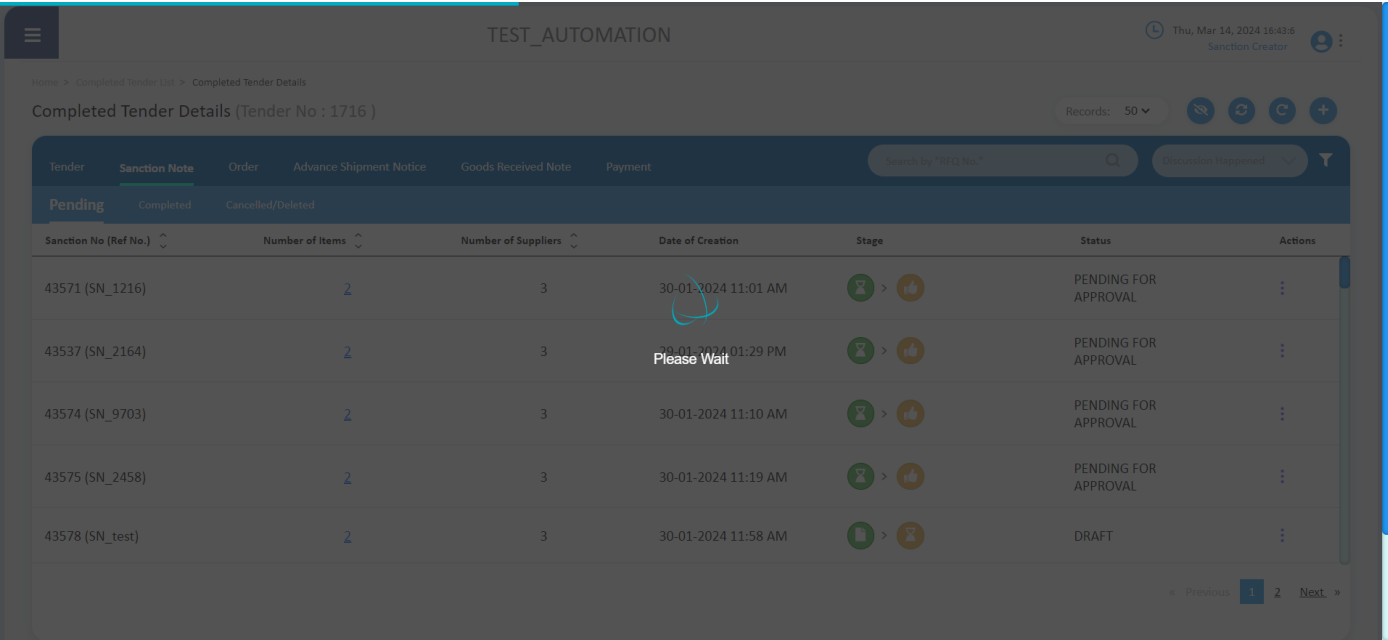 TEST_AUTOMATION
Thu, Mar 14, 2024 16:43:6
Sanction Creator
Home > Completed Tender List > Completed Tender Details
Completed Tender Details (Tender No : 1716 )
Records: 50
Tender Sanction Note Order Advance Shipment Notice Goods Received Note Payment
Search by "RFQ No." Discussion Happened
Pending Completed Cancelled/Deleted
Sanction No (Ref No.) Number of Items Number of Suppliers Date of Creation Stage Status Actions
43571 (SN_1216) 2 3 30-01-2024 11:01 AM > PENDING FOR
APPROVAL
43537 (SN_2164) 2 3 29-01-2024 01:29 PM > PENDING FOR
APPROVAL
Please Wait
43574 (SN_9703) 2 3 30-01-2024 11:10 AM > PENDING FOR
APPROVAL
43575 (SN_2458) 2 3 30-01-2024 11:19 AM > PENDING FOR
APPROVAL
43578 (SN_test) 2 3 30-01-2024 11:58 AM > DRAFT
« Previous 1 2 Next »